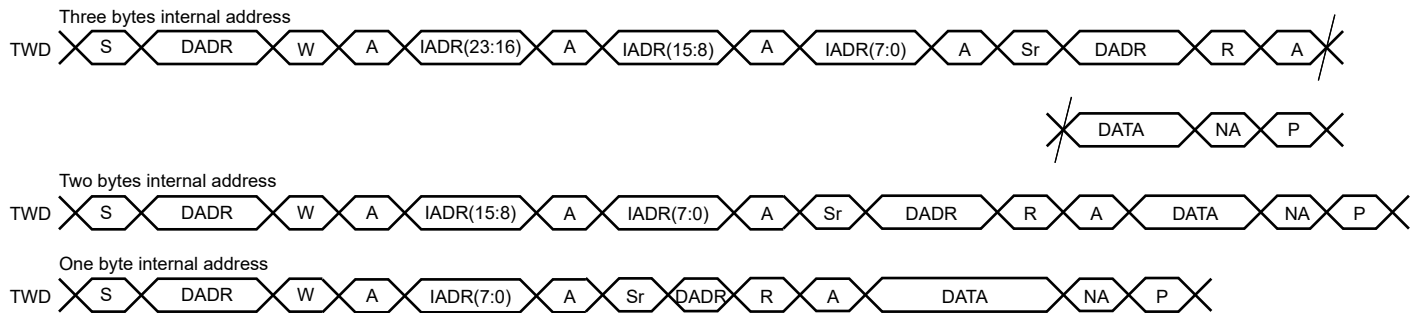 Three bytes internal address
TWD S DADR W A IADR(23:16) A IADR(15:8) A IADR(7:0) A Sr DADR R A
DATA NA P
Two bytes internal address
TWD S DADR W A IADR(15:8) A IADR(7:0) A Sr DADR R A DATA NA P
One byte internal address
TWD S DADR W A IADR(7:0) A Sr DADR R A DATA NA P